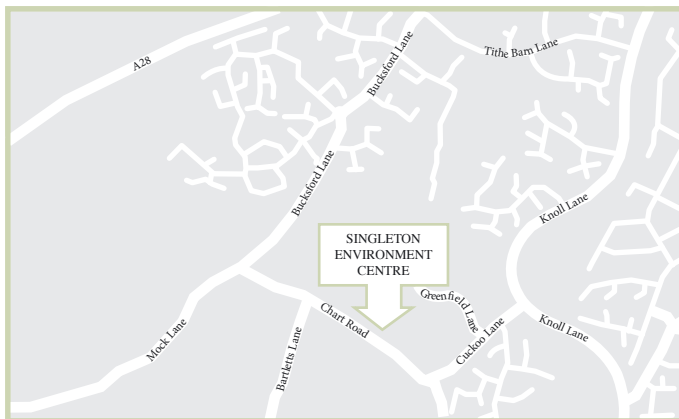 A28
Bucksford Lane
Tithe Barn Lane
Bucksford Lane
Knoll Lane
SINGLETON
ENVIRONMENT
CENTRE
Greenfield Lane
Chart Road
Cuckoo Lane
Knoll Lane
Mock Lane
Bartletts Lane